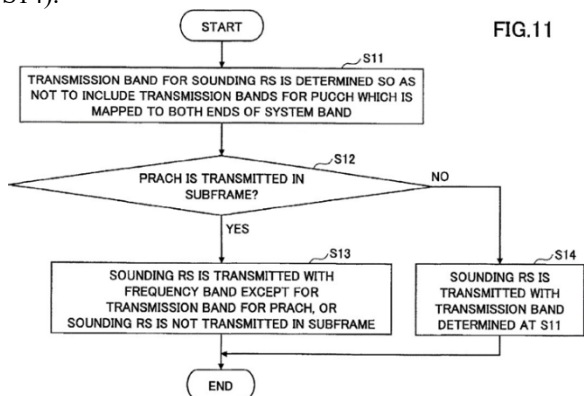 S14).
FIG.11
START
S11
TRANSMISSION BAND FOR SOUNDING RS IS DETERMINED SO AS
NOT TO INCLUDE TRANSMISSION BANDS FOR PUCCH WHICH IS
MAPPED TO BOTH ENDS OF SYSTEM BAND
S12
PRACH IS TRANSMITTED IN
SUBFRAME?
NO
YES
S13
SOUNDING RS IS TRANSMITTED WITH
FREQUENCY BAND EXCEPT FOR
TRANSMISSION BAND FOR PRACH, OR
SOUNDING RS IS NOT TRANSMITTED IN SUBFRAME
S14
SOUNDING RS IS
TRANSMITTED WITH
TRANSMISSION BAND
DETERMINED AT S11
END